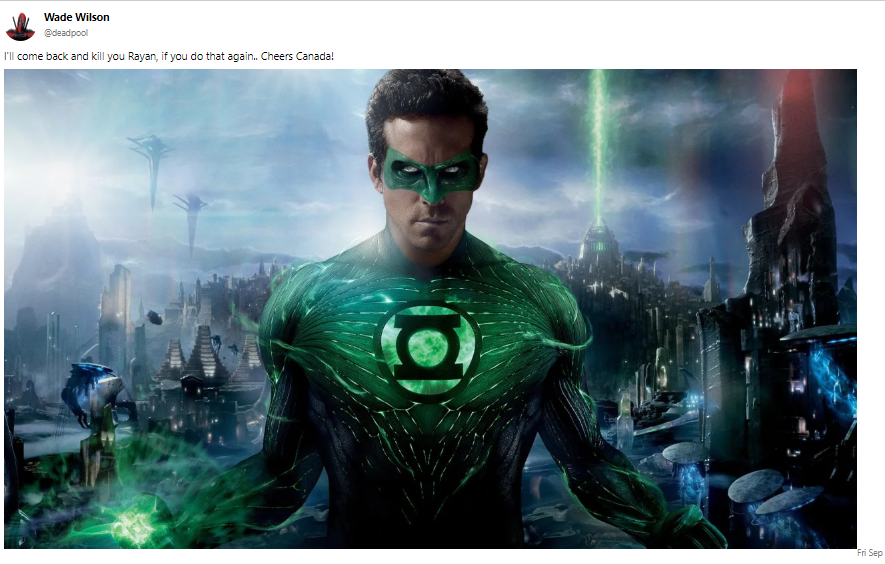 Wade Wilson
@deadpool
I'll come back and kill you Rayan, if you do that again.. Cheers Canada!
Fri Sep